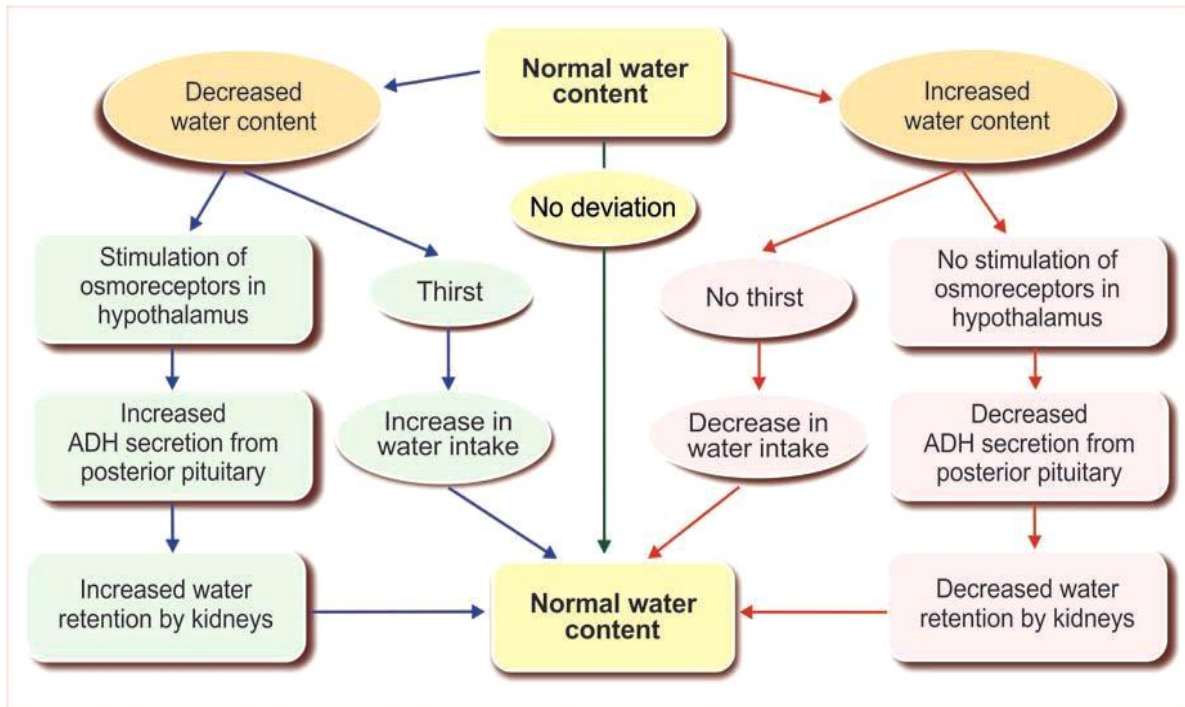 Normal water
content
Decreased
water content
Increased
water content
No deviation
Stimulation of
osmoreceptors in
hypothalamus
Thirst
No thirst
No stimulation of
osmoreceptors in
hypothalamus
Increased
ADH secretion from
posterior pituitary
Increase in
water intake
Decrease in
water intake
Decreased
ADH secretion from
posterior pituitary
Increased water
retention by kidneys
Normal water
content
Decreased water
retention by kidneys